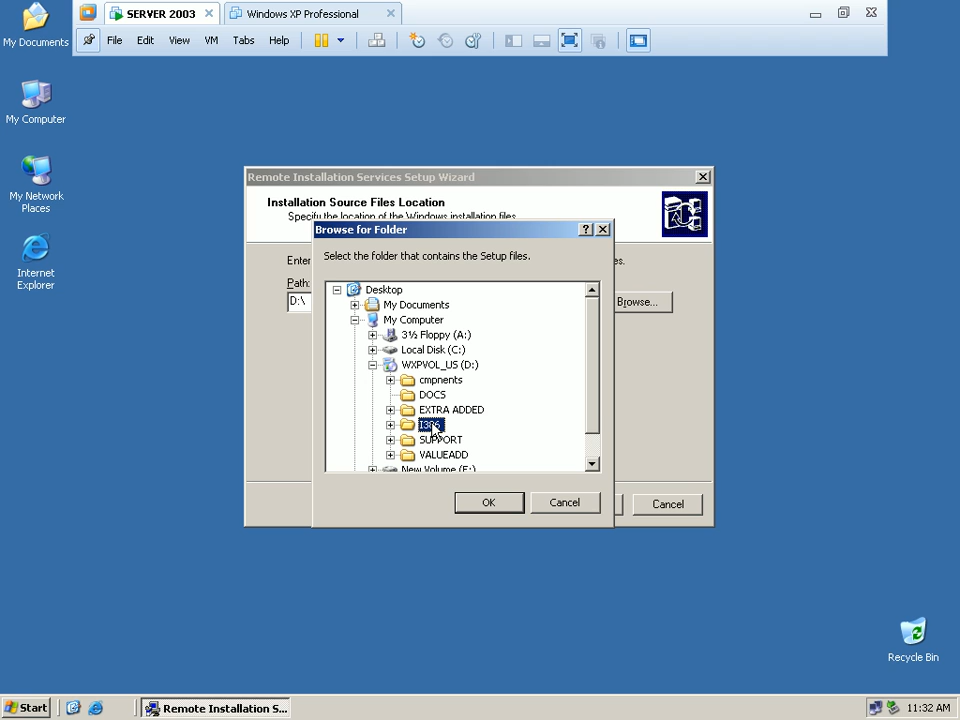 SERVER 2003
Windows XP Professional
File Edit View VM Tabs Help
My Documents
My Computer
My Network
Places
Internet
Explorer
Recycle Bin
Remote Installation Services Setup Wizard
Installation Source Files Location
Specify the location of the Windows installation files
Enter
es.
Path:
D:\
Browse...
Cancel
Browse for Folder
Select the folder that contains the Setup files.
Desktop
My Documents
My Computer
3½ Floppy (A:)
Local Disk (C:)
WXPVOL_US (D:)
cmpnents
DOCS
EXTRA ADDED
I386
SUPPORT
VALUEADD
New Volume (E:)
OK
Cancel
Start
Remote Installation S...
11:32 AM